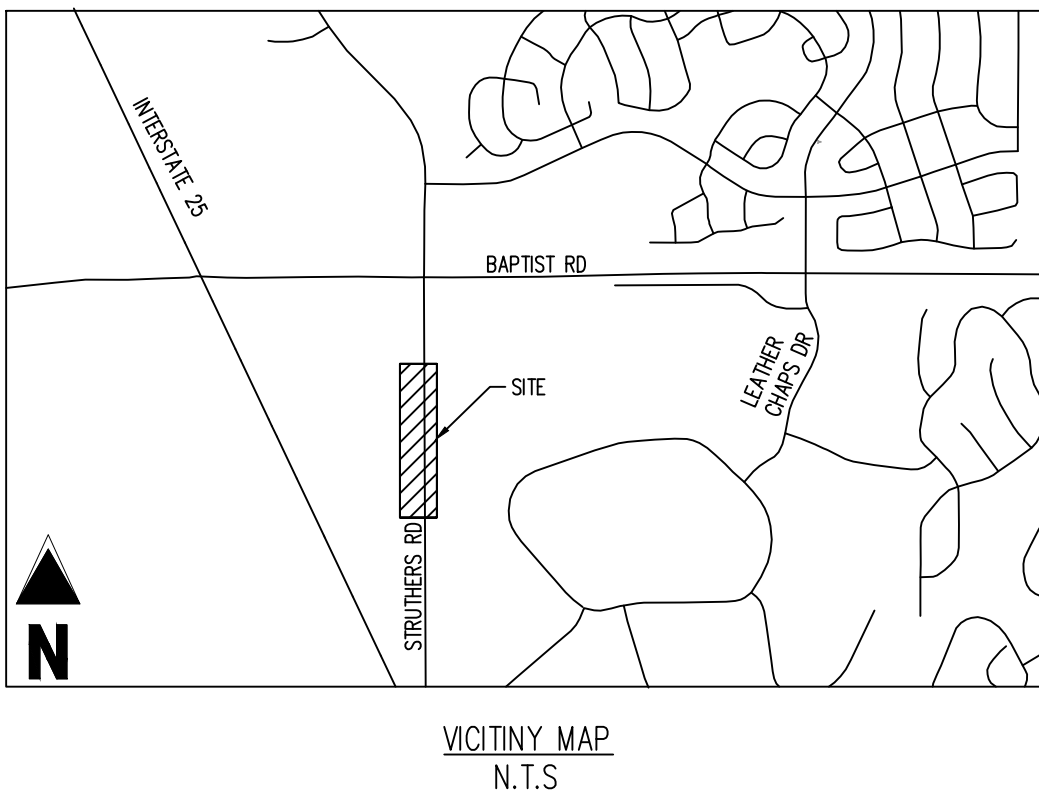 INTERSTATE 25
BAPTIST RD
LEATHER
CHAPS DR
SITE
STRUTHERS RD
N
VICITINY MAP
N.T.S